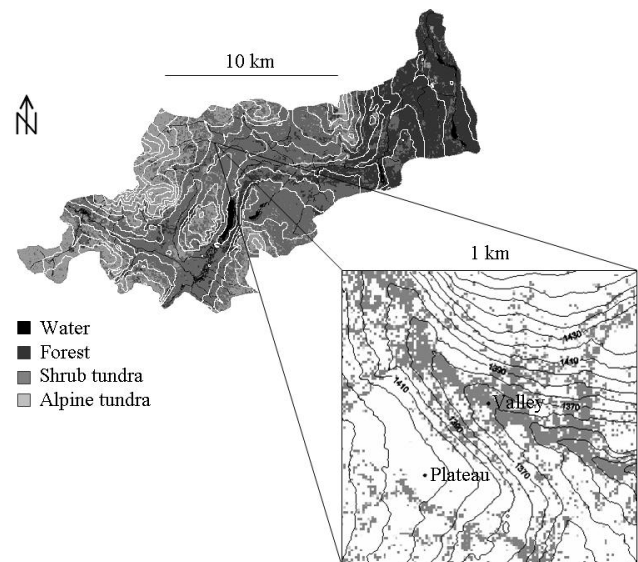 10 km
N
1 km
Water
Forest
Shrub tundra
Alpine tundra
1430
1410
1390
1370
Valley
1410
1390
1370
Plateau